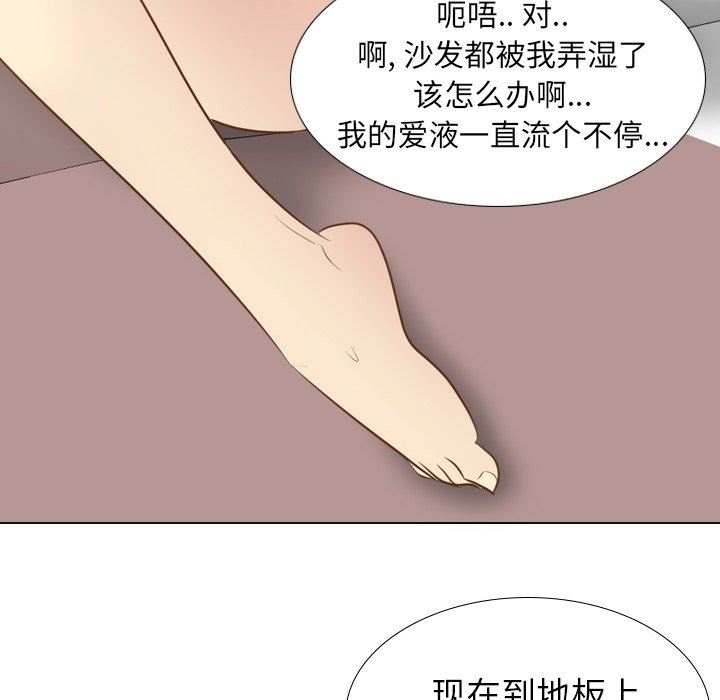 呃唔.. 对..
啊, 沙发都被我弄湿了
该怎么办啊...
我的爱液一直流个不停...
现在到地板上